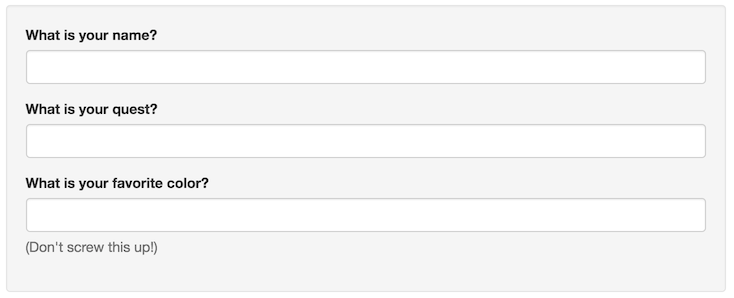 What is your name?
What is your quest?
What is your favorite color?
(Don't screw this up!)